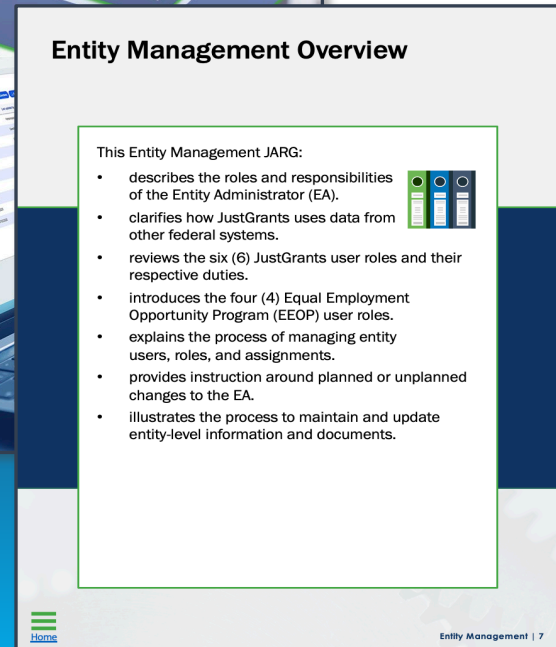 Entity Management Overview
This Entity Management JARG:
• describes the roles and responsibilities
of the Entity Administrator (EA).
• clarifies how JustGrants uses data from
other federal systems.
• reviews the six (6) JustGrants user roles and their
respective duties.
• introduces the four (4) Equal Employment
Opportunity Program (EEOP) user roles.
• explains the process of managing entity
users, roles, and assignments.
• provides instruction around planned or unplanned
changes to the EA.
• illustrates the process to maintain and update
entity-level information and documents.
Home
Entity Management | 7